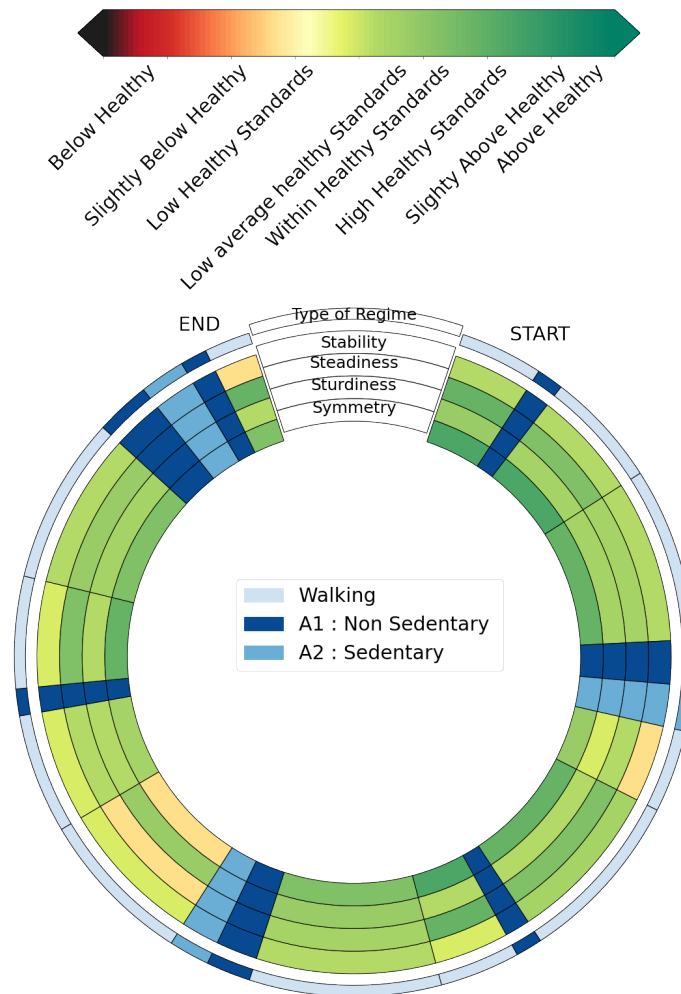 Below Healthy
Slightly Below Healthy
Low Healthy Standards
Low average healthy Standards
Within Healthy Standards
High Healthy Standards
Slighty Above Healthy
Above Healthy
END
Type of Regime
START
Stability
Steadiness
Sturdiness
Symmetry
Walking
A1 : Non Sedentary
A2 : Sedentary